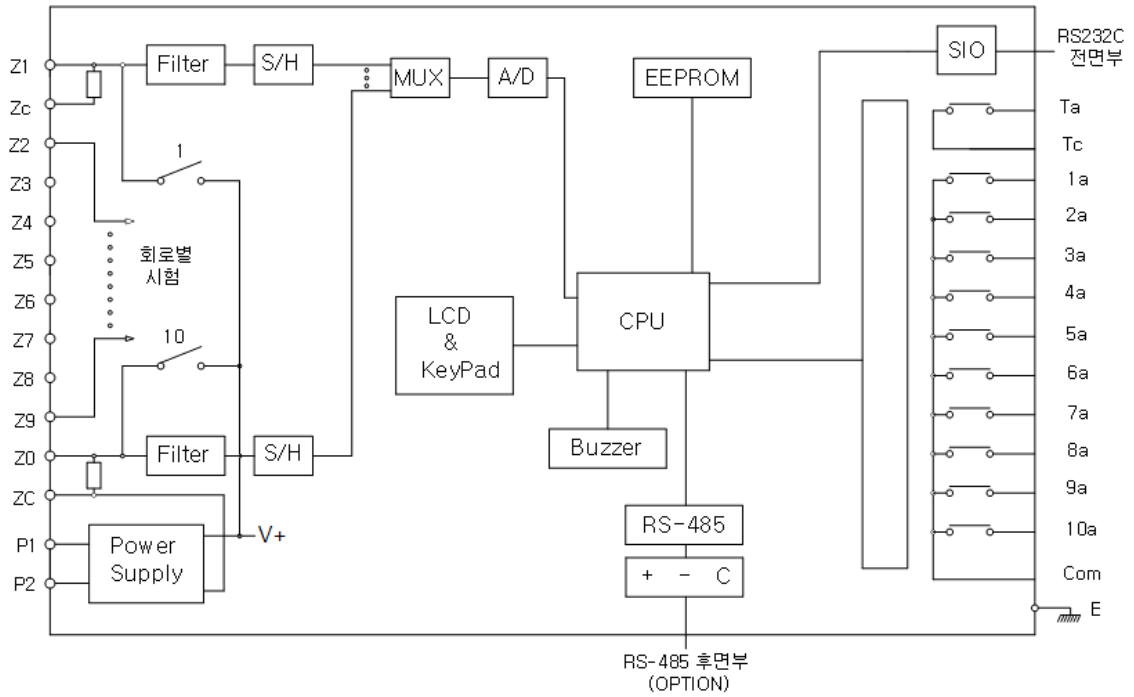 Z1
Zc
Z2
Z3
Z4
Z5
Z6
Z7
Z8
Z9
Z0
ZC
P1
P2
Filter
S/H
MUX
A/D
EEPROM
SIO
RS232C
전면부
1
회로별
시험
10
LCD
&
KeyPad
CPU
Buzzer
Filter
S/H
V+
Power
Supply
RS-485
+ - C
RS-485 후면부
(OPTION)
Ta
Tc
1a
2a
3a
4a
5a
6a
7a
8a
9a
10a
Com
E